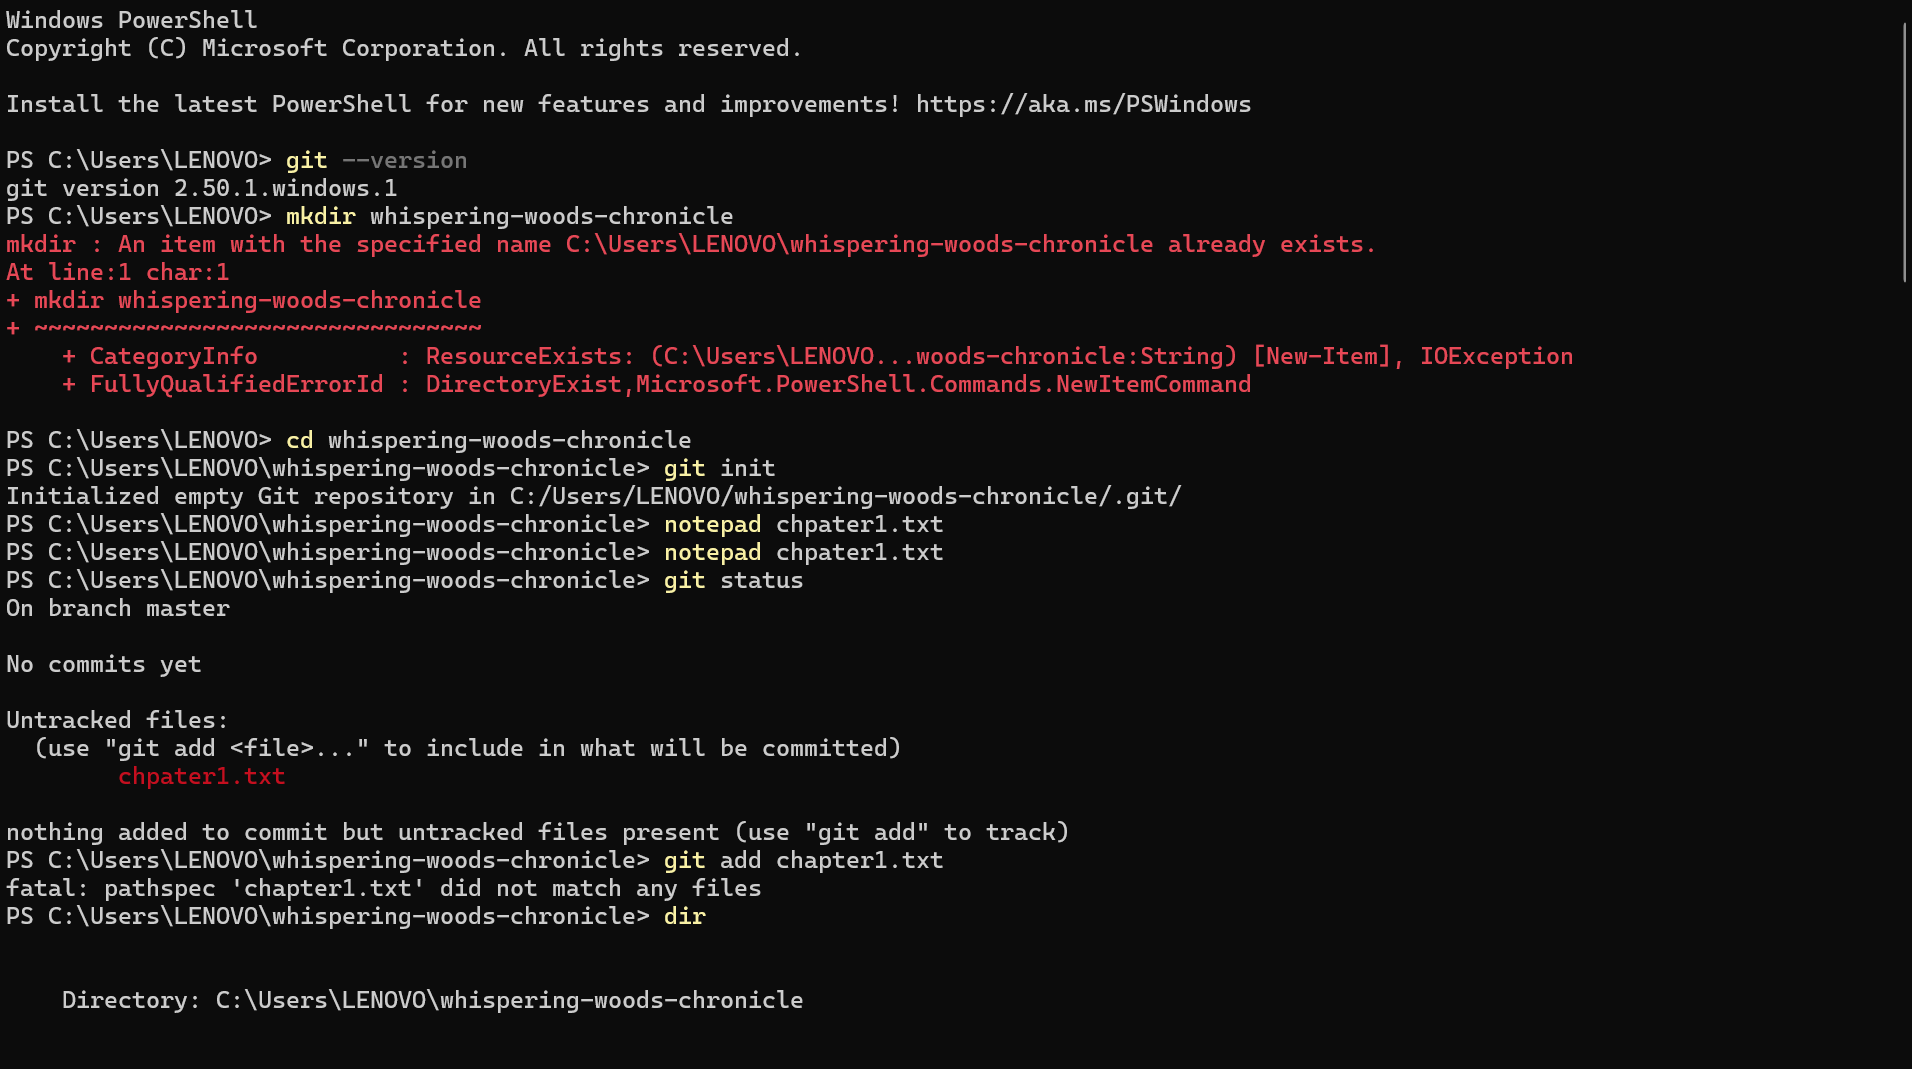 Windows PowerShell
Copyright (C) Microsoft Corporation. All rights reserved.
Install the latest PowerShell for new features and improvements! https://aka.ms/PSWindows
PS C:\Users\LENOVO> git --version
git version 2.50.1.windows.1
PS C:\Users\LENOVO> mkdir whispering-woods-chronicle
mkdir : An item with the specified name C:\Users\LENOVO\whispering-woods-chronicle already exists.
At line:1 char:1
+ mkdir whispering-woods-chronicle
+ ~~~~~~~~~~~~~~~~~~~~~~~~~~~~~~~~
    + CategoryInfo          : ResourceExists: (C:\Users\LENOVO...woods-chronicle:String) [New-Item], IOException
    + FullyQualifiedErrorId : DirectoryExist,Microsoft.PowerShell.Commands.NewItemCommand
PS C:\Users\LENOVO> cd whispering-woods-chronicle
PS C:\Users\LENOVO\whispering-woods-chronicle> git init
Initialized empty Git repository in C:/Users/LENOVO/whispering-woods-chronicle/.git/
PS C:\Users\LENOVO\whispering-woods-chronicle> notepad chpater1.txt
PS C:\Users\LENOVO\whispering-woods-chronicle> notepad chpater1.txt
PS C:\Users\LENOVO\whispering-woods-chronicle> git status
On branch master
No commits yet
Untracked files:
  (use "git add <file>..." to include in what will be committed)
        chpater1.txt
nothing added to commit but untracked files present (use "git add" to track)
PS C:\Users\LENOVO\whispering-woods-chronicle> git add chapter1.txt
fatal: pathspec 'chapter1.txt' did not match any files
PS C:\Users\LENOVO\whispering-woods-chronicle> dir
    Directory: C:\Users\LENOVO\whispering-woods-chronicle